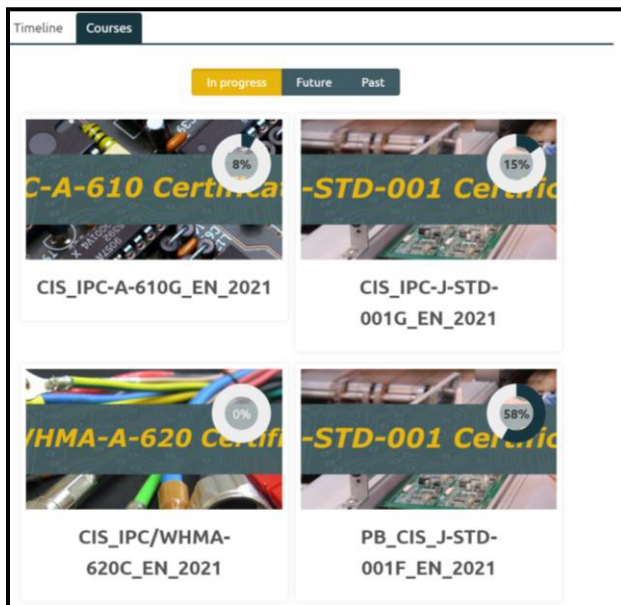 Timeline Courses
In progress Future Past
8%
C-A-610 Certificat
15%
-STD-001 Certific
CIS_IPC-A-610G_EN_2021
CIS_IPC-J-STD-
001G_EN_2021
0%
WHMA-A-620 Certifi
58%
-STD-001 Certific
CIS_IPC/WHMA-
620C_EN_2021
PB_CIS_J-STD-
001F_EN_2021